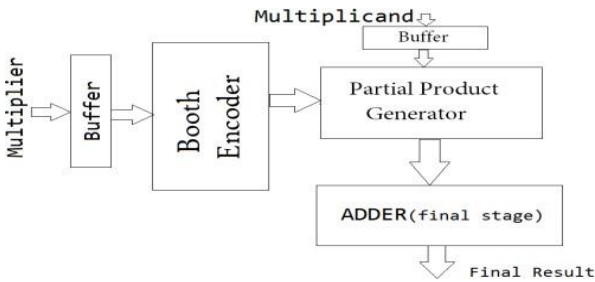 Multiplicand
Buffer
Multiplier
Buffer
Booth
Encoder
Partial Product
Generator
ADDER(final stage)
Final Result